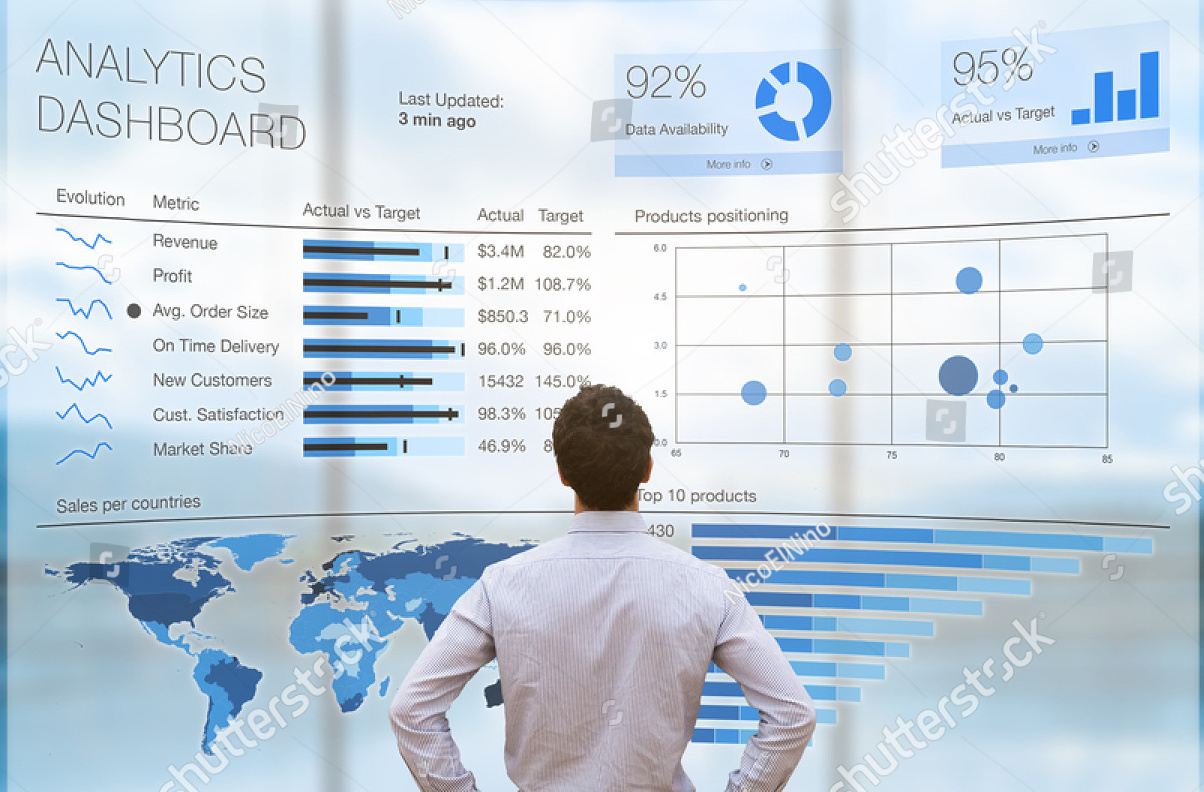 ANALYTICS
DASHBOARD
Last Updated:
3 min ago
92%
Data Availability
More info
95%
Actual vs Target
More info
Evolution Metric Actual vs Target Actual Target
Revenue $3.4M 82.0%
Profit $1.2M 108.7%
Avg. Order Size $850.3 71.0%
On Time Delivery 96.0% 96.0%
New Customers 15432 145.0%
Cust. Satisfaction 98.3%
Market Share 46.9%
Products positioning
6.0
4.5
3.0
1.5
0.0
65 70 75 80 85
Sales per countries
Top 10 products
430
shutterstock
shutterstock
shutterstock
shutterstock
NicoElNino
NicoElNino